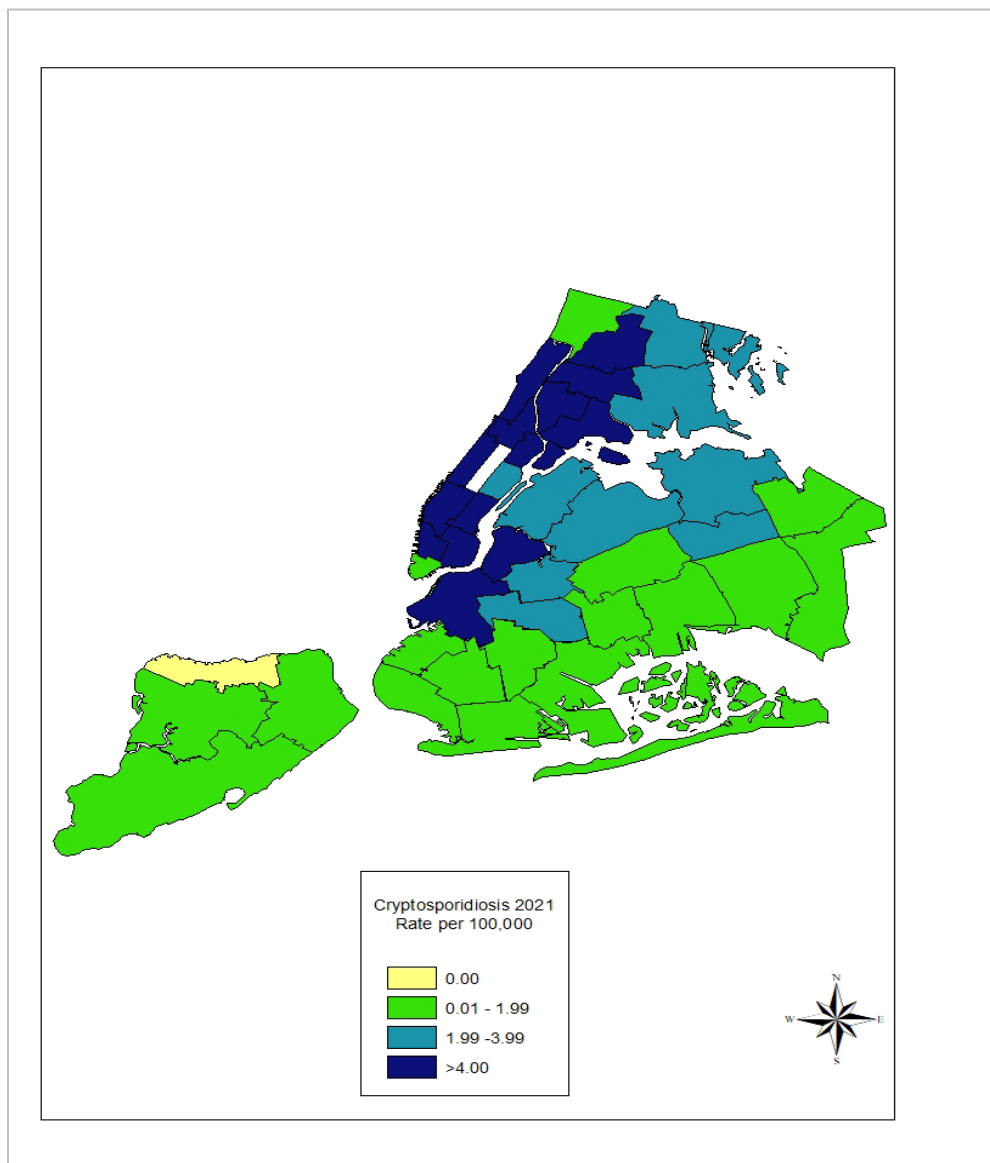 Cryptosporidiosis 2021
Rate per 100,000
0.00
0.01 - 1.99
1.99 -3.99
>4.00
N
W
E
S